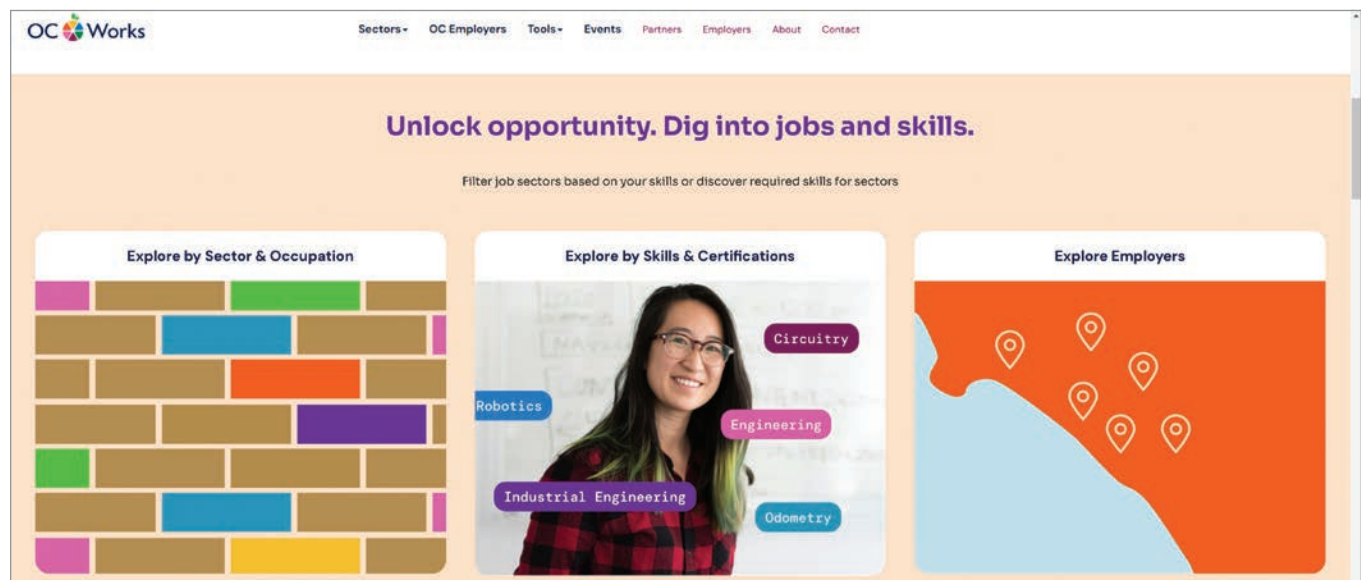 OC Works
Sectors OC Employers Tools Events Partners Employers About Contact
Unlock opportunity. Dig into jobs and skills.
Filter job sectors based on your skills or discover required skills for sectors
Explore by Sector & Occupation
Explore by Skills & Certifications
Explore Employers
Circuitry
Robotics
Engineering
Industrial Engineering
Odometry